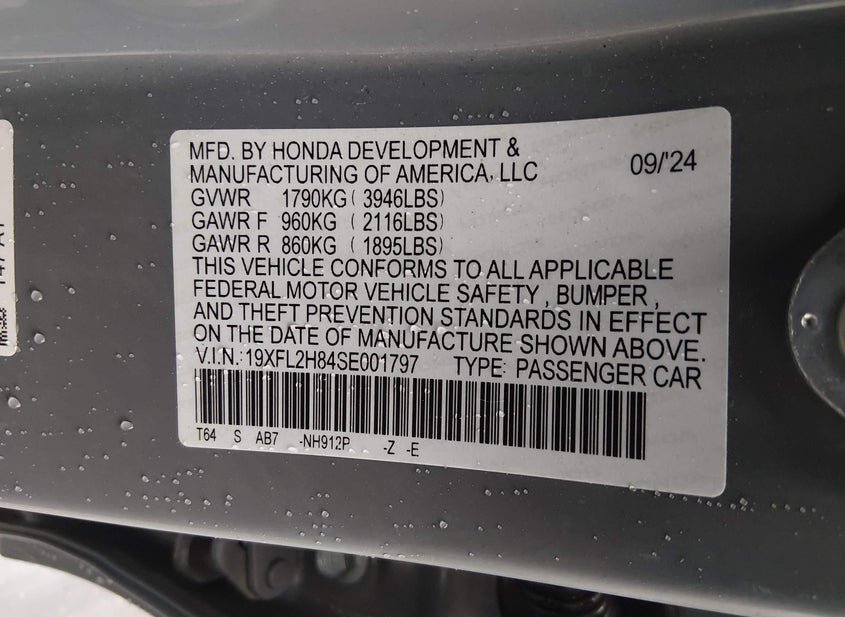 MFD. BY HONDA DEVELOPMENT &
MANUFACTURING OF AMERICA, LLC 09/'24
GVWR 1790KG ( 3946LBS)
GAWR F 960KG ( 2116LBS)
GAWR R 860KG ( 1895LBS)
THIS VEHICLE CONFORMS TO ALL APPLICABLE
FEDERAL MOTOR VEHICLE SAFETY , BUMPER ,
AND THEFT PREVENTION STANDARDS IN EFFECT
ON THE DATE OF MANUFACTURE SHOWN ABOVE.
V.I.N.: 19XFL2H84SE001797 TYPE: PASSENGER CAR
T64 S AB7 -NH912P -Z -E